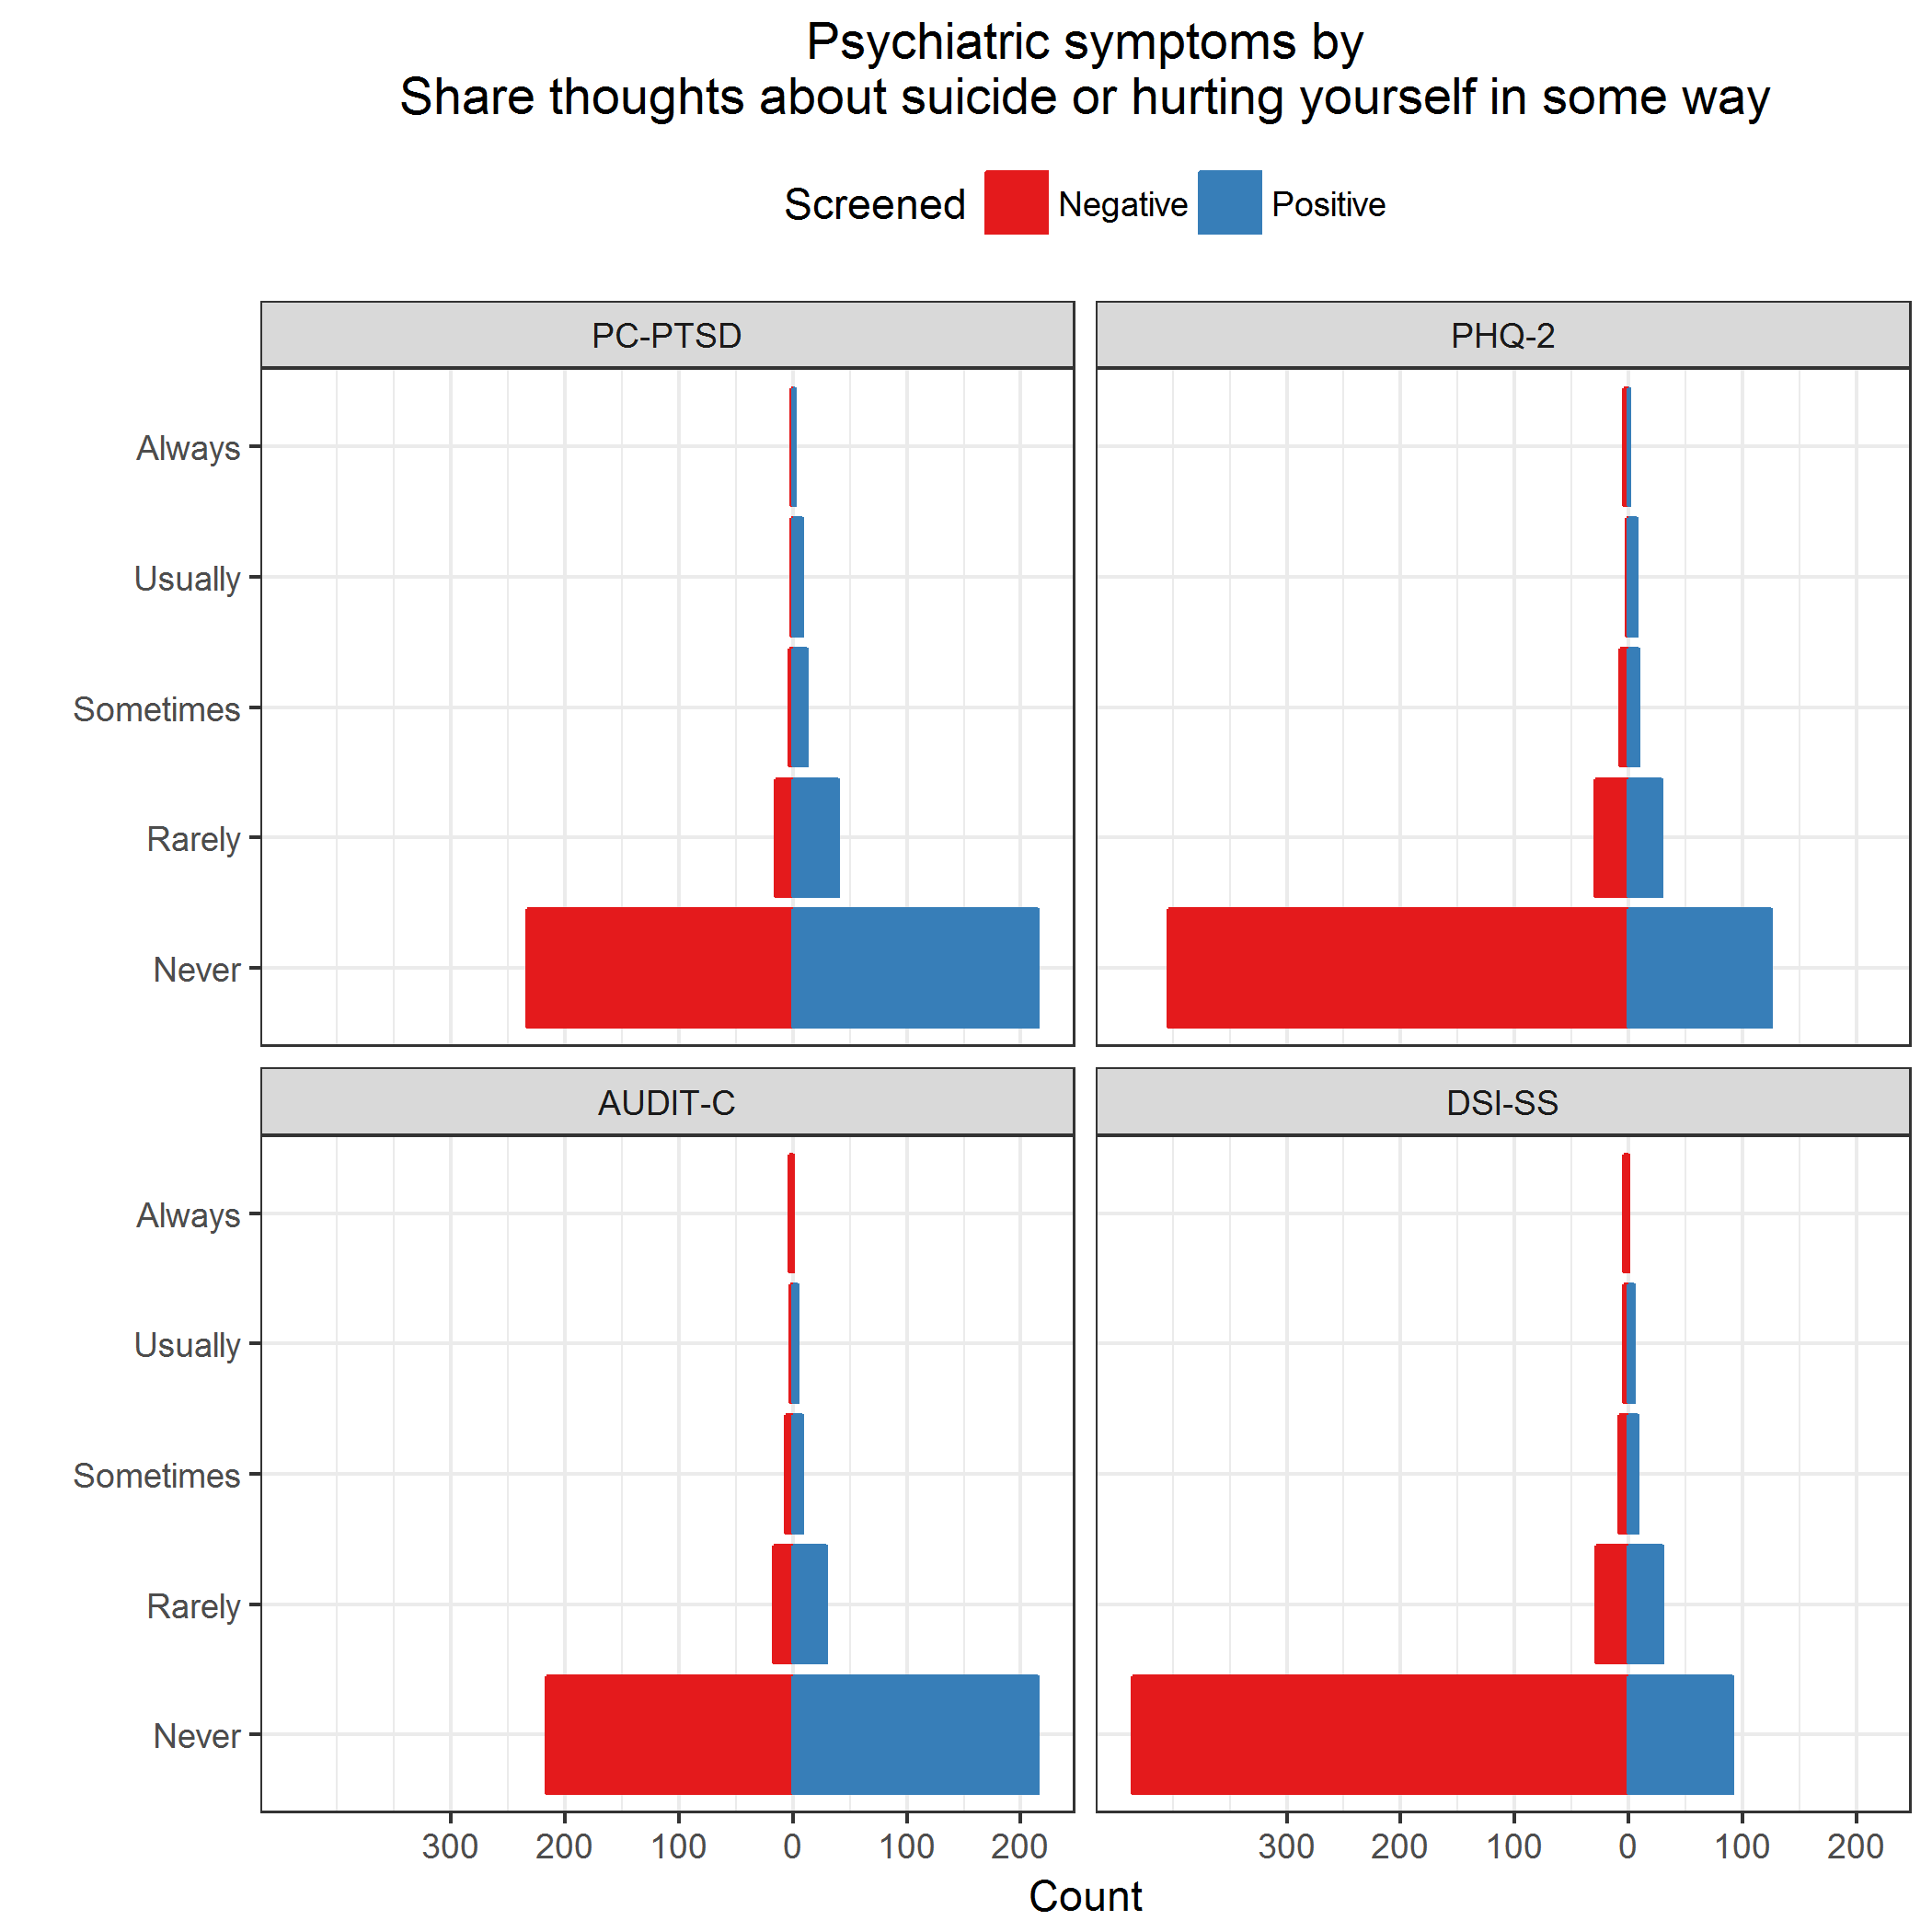 Psychiatric symptoms by
Share thoughts about suicide or hurting yourself in some way
Screened Negative Positive
PC-PTSD PHQ-2
Always
Usually
Sometimes
Rarely
Never
AUDIT-C DSI-SS
Always
Usually
Sometimes
Rarely
Never
300 200 100 0 100 200 300 200 100 0 100 200
Count